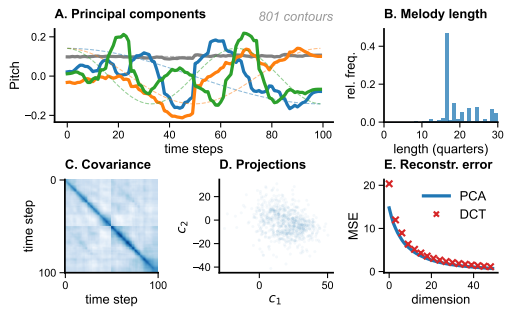 A. Principal components
801 contours
Pitch
0.2
0.0
−0.2
0 20 40 60 80 100
time steps
B. Melody length
rel. freq.
0.4
0.2
0.0
0 10 20 30
length (quarters)
C. Covariance
time step
0
100
0 100
time step
D. Projections
c2
20
0
−20
−40
0 50
c1
E. Reconstr. error
MSE
20
10
0
PCA
DCT
0 20 40
dimension